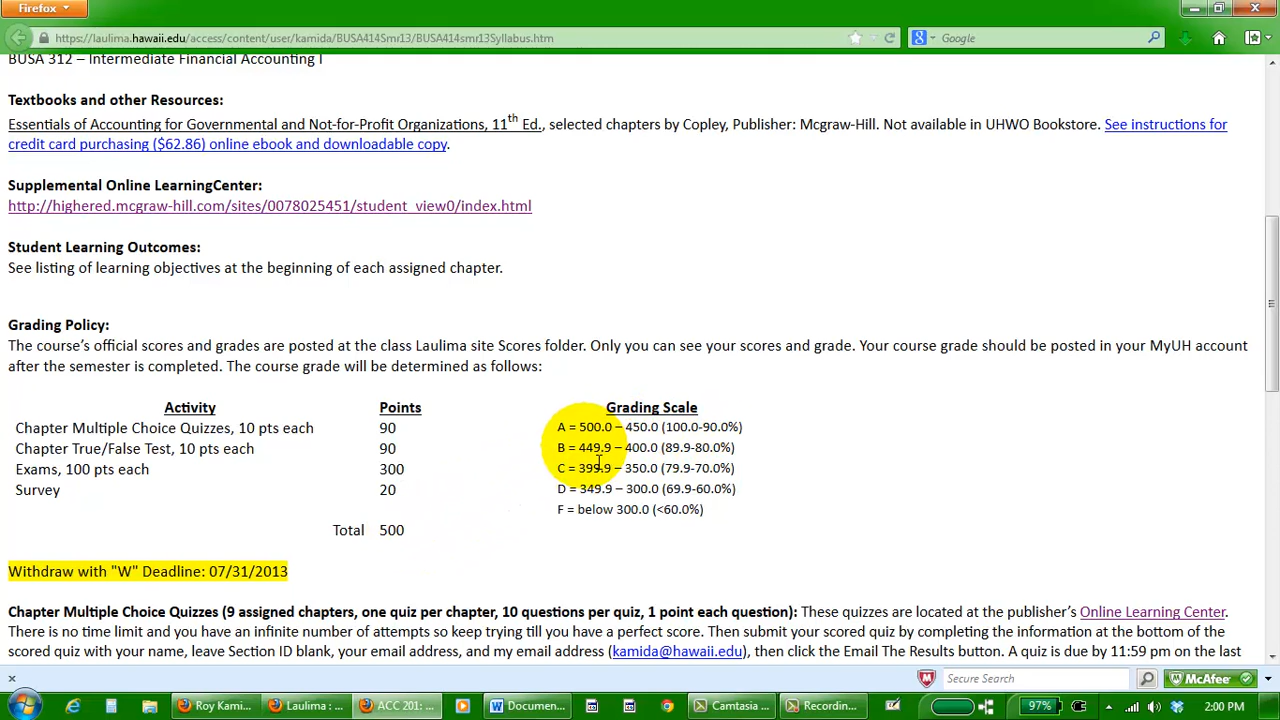 Firefox
https://laulima.hawaii.edu/access/content/user/kamida/BUSA414Smr13/BUSA414smr13Syllabus.htm
Google
BUSA 312 – Intermediate Financial Accounting I
Textbooks and other Resources:
Essentials of Accounting for Governmental and Not-for-Profit Organizations, 11th Ed., selected chapters by Copley, Publisher: Mcgraw-Hill. Not available in UHWO Bookstore. See instructions for
credit card purchasing ($62.86) online ebook and downloadable copy.
Supplemental Online LearningCenter:
http://highered.mcgraw-hill.com/sites/0078025451/student_view0/index.html
Student Learning Outcomes:
See listing of learning objectives at the beginning of each assigned chapter.
Grading Policy:
The course's official scores and grades are posted at the class Laulima site Scores folder. Only you can see your scores and grade. Your course grade should be posted in your MyUH account
after the semester is completed. The course grade will be determined as follows:
Activity Points Grading Scale
Chapter Multiple Choice Quizzes, 10 pts each 90 A = 500.0 – 450.0 (100.0-90.0%)
Chapter True/False Test, 10 pts each 90 B = 449.9 – 400.0 (89.9-80.0%)
Exams, 100 pts each 300 C = 399.9 – 350.0 (79.9-70.0%)
Survey 20 D = 349.9 – 300.0 (69.9-60.0%)
F = below 300.0 (<60.0%)
Total 500
Withdraw with "W" Deadline: 07/31/2013
Chapter Multiple Choice Quizzes (9 assigned chapters, one quiz per chapter, 10 questions per quiz, 1 point each question): These quizzes are located at the publisher's Online Learning Center.
There is no time limit and you have an infinite number of attempts so keep trying till you have a perfect score. Then submit your scored quiz by completing the information at the bottom of the
scored quiz with your name, leave Section ID blank, your email address, and my email address (kamida@hawaii.edu), then click the Email The Results button. A quiz is due by 11:59 pm on the last
Secure Search McAfee
Roy Kami... Laulima : ... ACC 201: ... Documen... Camtasia ... Recordin... 97% 2:00 PM